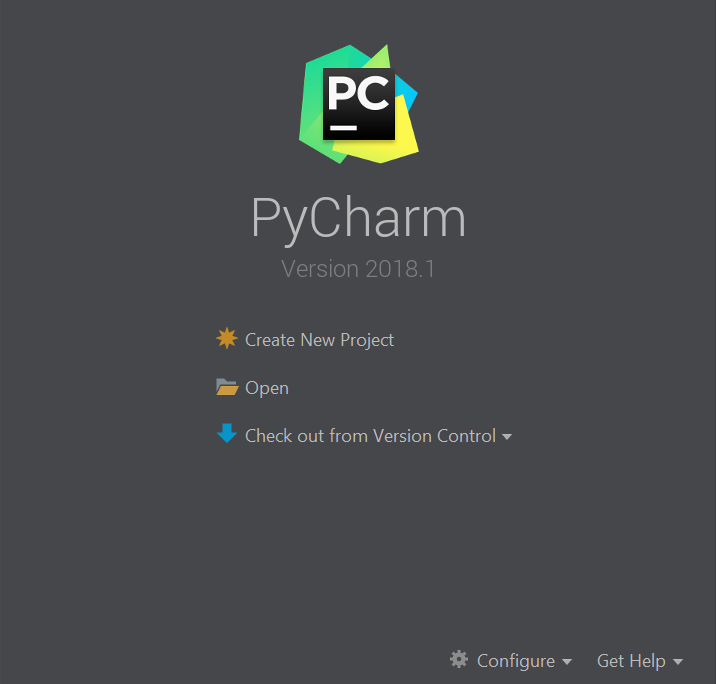 PC
PyCharm
Version 2018.1
Create New Project
Open
Check out from Version Control
Configure
Get Help